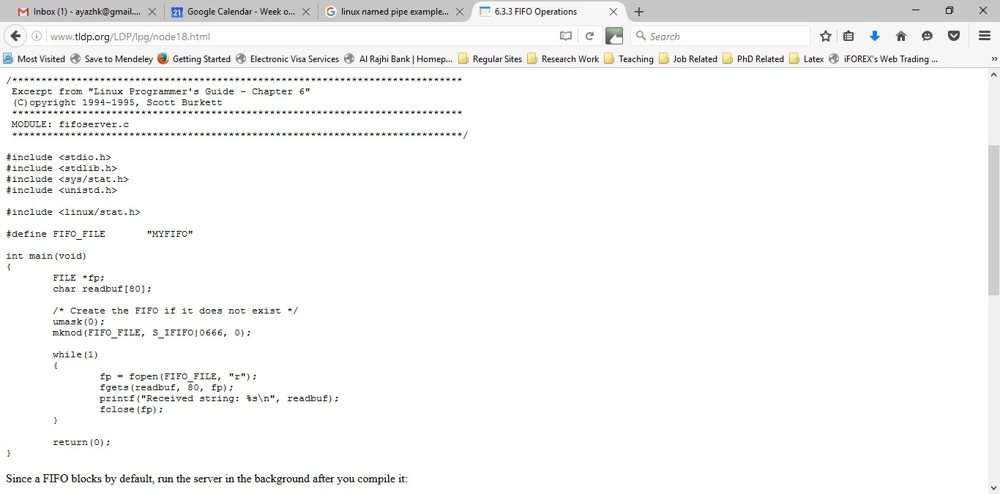 Inbox (1) - ayazhk@gmail....
21 Google Calendar - Week o...
linux named pipe example...
6.3.3 FIFO Operations
www.tldp.org/LDP/lpg/node18.html
Search
Most Visited Save to Mendeley Getting Started Electronic Visa Services Al Rajhi Bank | Homep... Regular Sites Research Work Teaching Job Related PhD Related Latex iFOREX's Web Trading ... »
/*****************************************************************************
 Excerpt from "Linux Programmer's Guide - Chapter 6"
 (C)opyright 1994-1995, Scott Burkett
 *****************************************************************************
 MODULE: fifoserver.c
 *****************************************************************************/
#include <stdio.h>
#include <stdlib.h>
#include <sys/stat.h>
#include <unistd.h>
#include <linux/stat.h>
#define FIFO_FILE       "MYFIFO"
int main(void)
{
        FILE *fp;
        char readbuf[80];
        /* Create the FIFO if it does not exist */
        umask(0);
        mknod(FIFO_FILE, S_IFIFO|0666, 0);
        while(1)
        {
                fp = fopen(FIFO_FILE, "r");
                fgets(readbuf, 80, fp);
                printf("Received string: %s\n", readbuf);
                fclose(fp);
        }
        return(0);
}
Since a FIFO blocks by default, run the server in the background after you compile it: